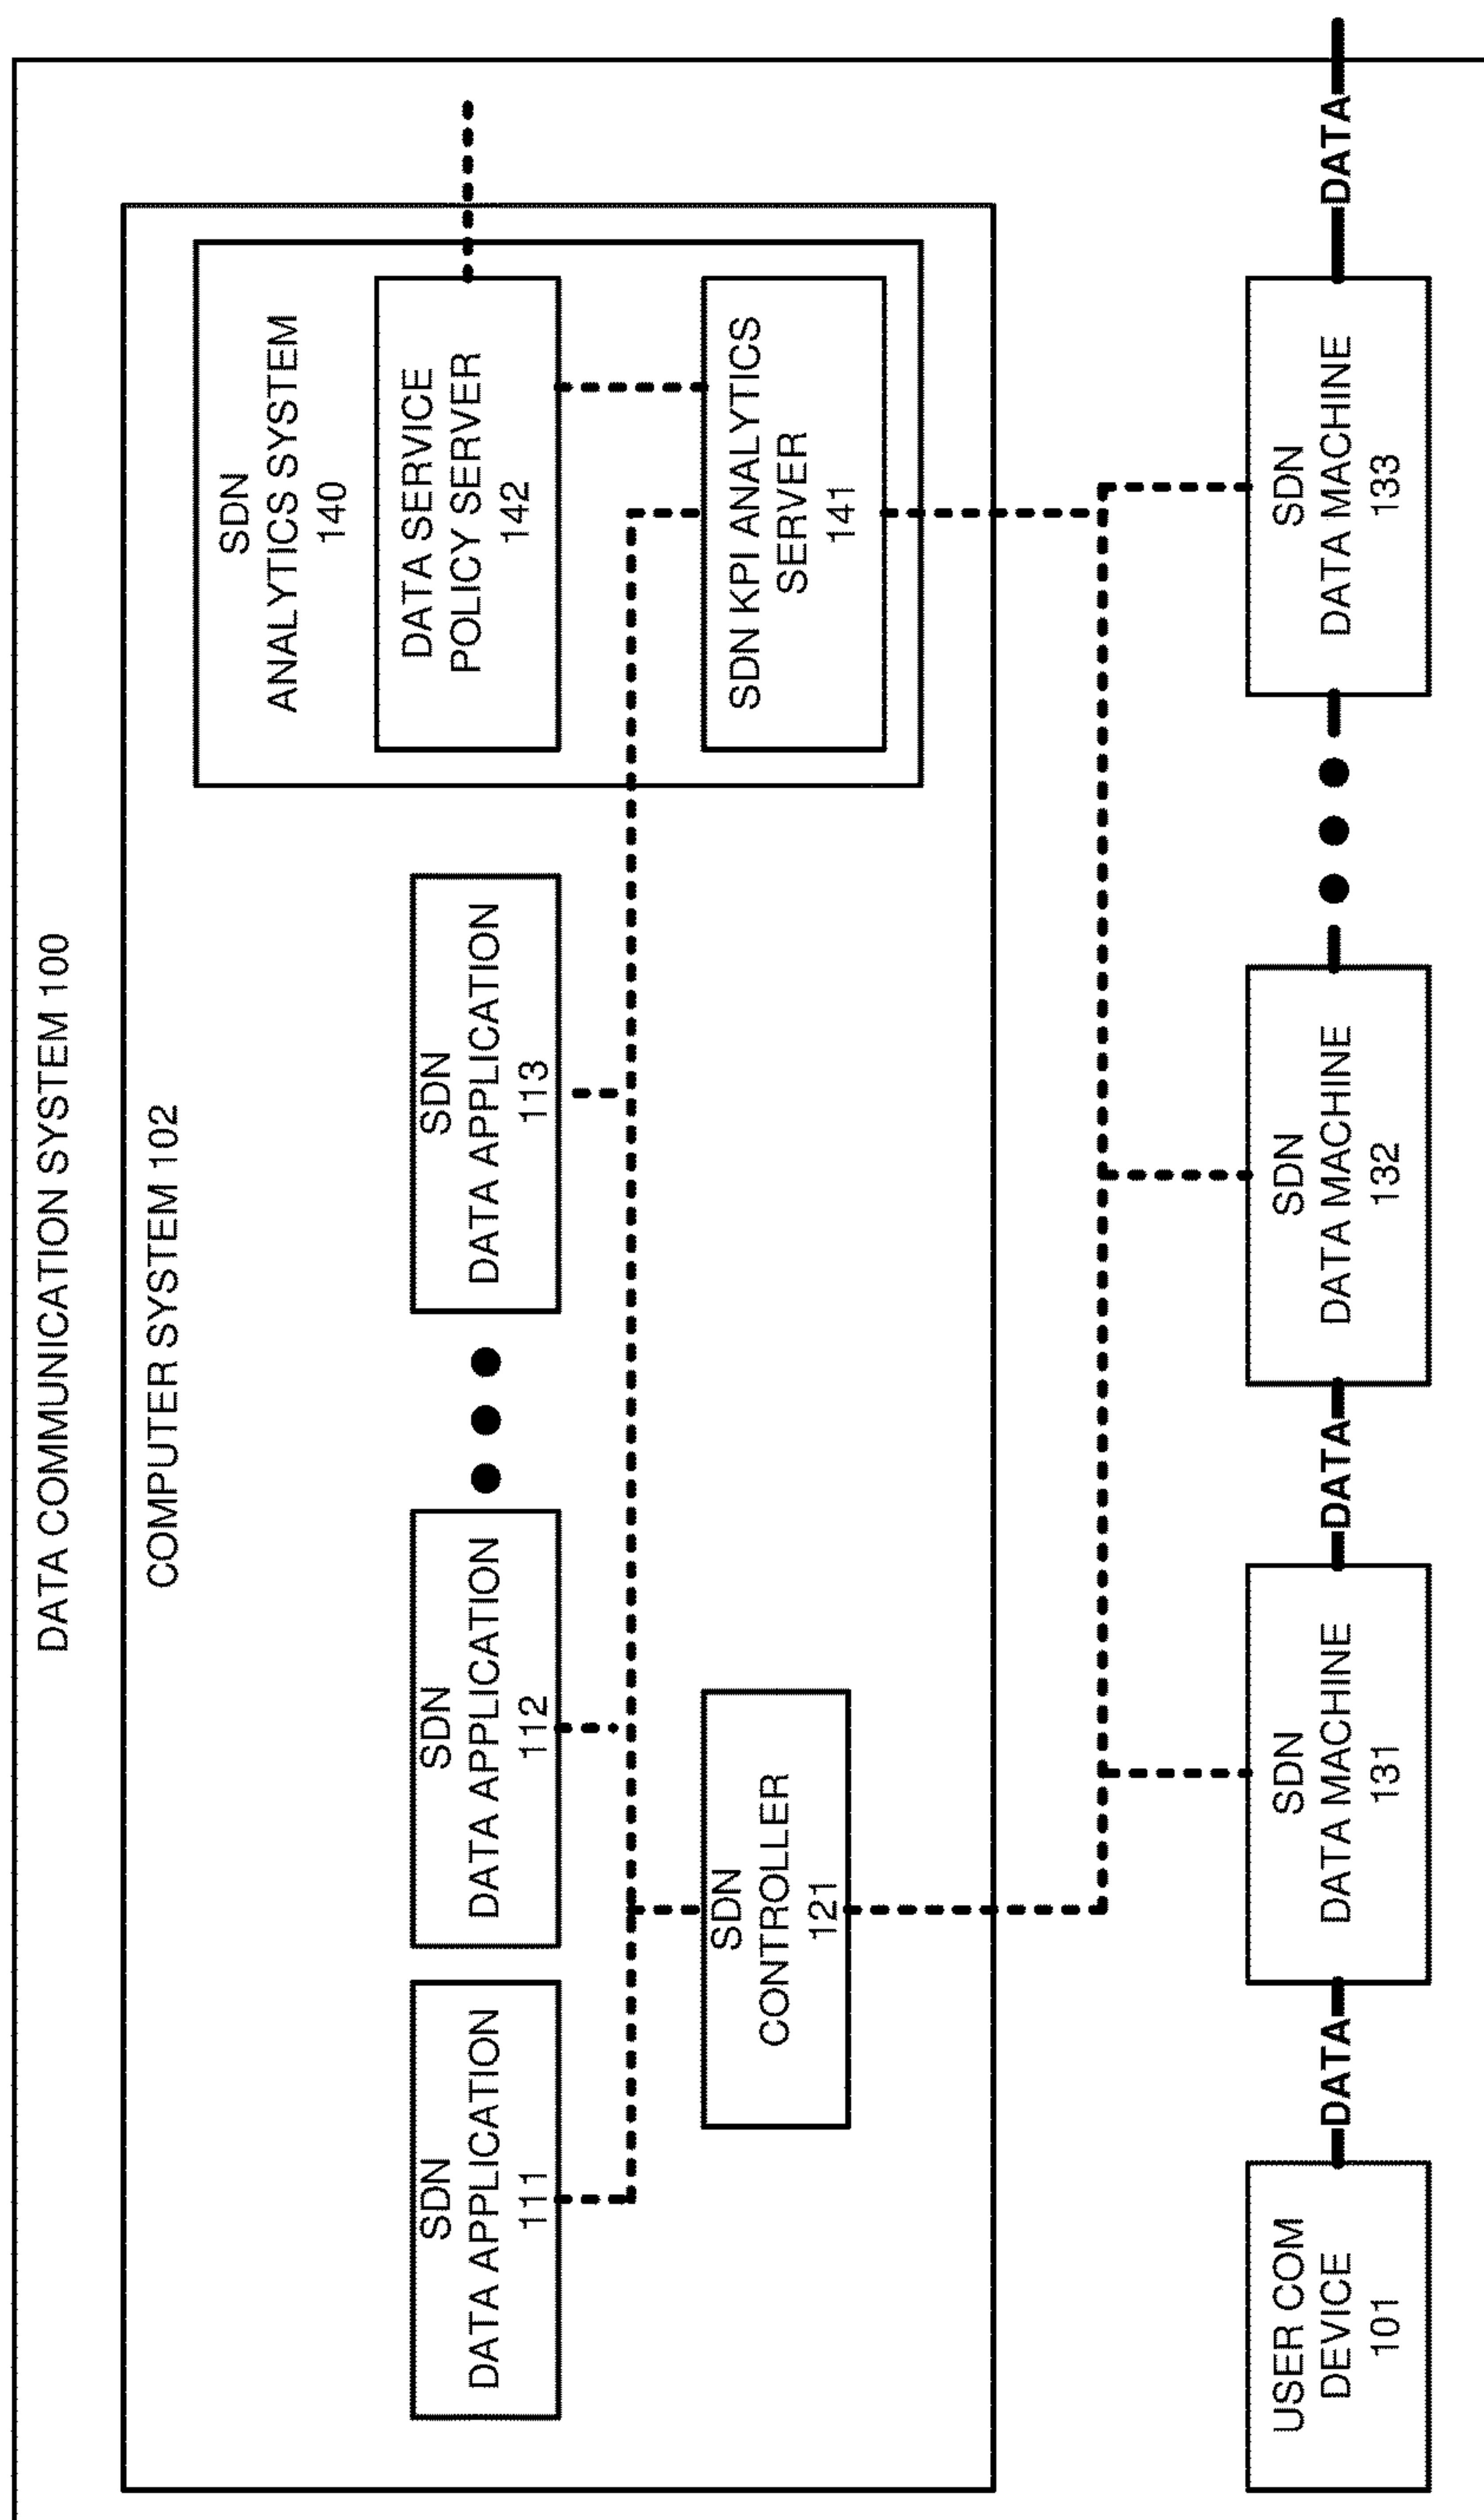 DATA COMMUNICATION SYSTEM 100
COMPUTER SYSTEM 102
SDN
DATA APPLICATION
111
SDN
DATA APPLICATION
112
SDN
DATA APPLICATION
113
SDN
ANALYTICS SYSTEM
140
DATA SERVICE
POLICY SERVER
142
SDN
CONTROLLER
121
SDN KPI ANALYTICS
SERVER
141
USER COM
DEVICE
101
DATA
SDN
DATA MACHINE
131
DATA
SDN
DATA MACHINE
132
SDN
DATA MACHINE
133
DATA